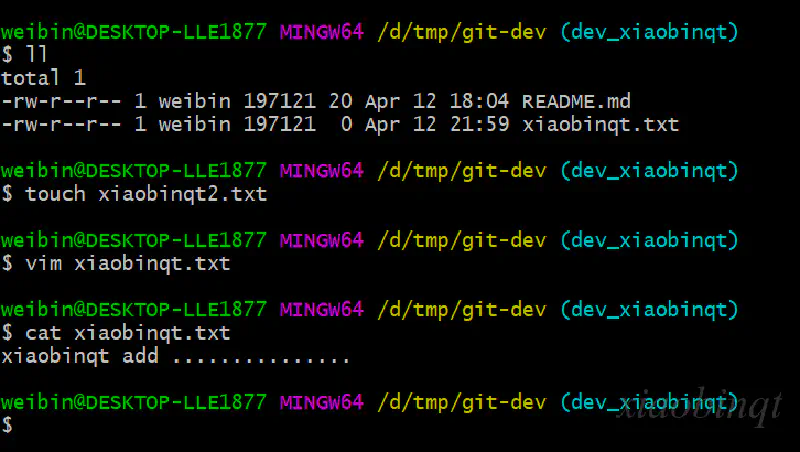 weibin@DESKTOP-LLE1877 MINGW64 /d/tmp/git-dev (dev_xiaobinqt)
$ ll
total 1
-rw-r--r-- 1 weibin 197121 20 Apr 12 18:04 README.md
-rw-r--r-- 1 weibin 197121  0 Apr 12 21:59 xiaobinqt.txt
weibin@DESKTOP-LLE1877 MINGW64 /d/tmp/git-dev (dev_xiaobinqt)
$ touch xiaobinqt2.txt
weibin@DESKTOP-LLE1877 MINGW64 /d/tmp/git-dev (dev_xiaobinqt)
$ vim xiaobinqt.txt
weibin@DESKTOP-LLE1877 MINGW64 /d/tmp/git-dev (dev_xiaobinqt)
$ cat xiaobinqt.txt
xiaobinqt add ...............
weibin@DESKTOP-LLE1877 MINGW64 /d/tmp/git-dev (dev_xiaobinqt)
$
xiaobinqt